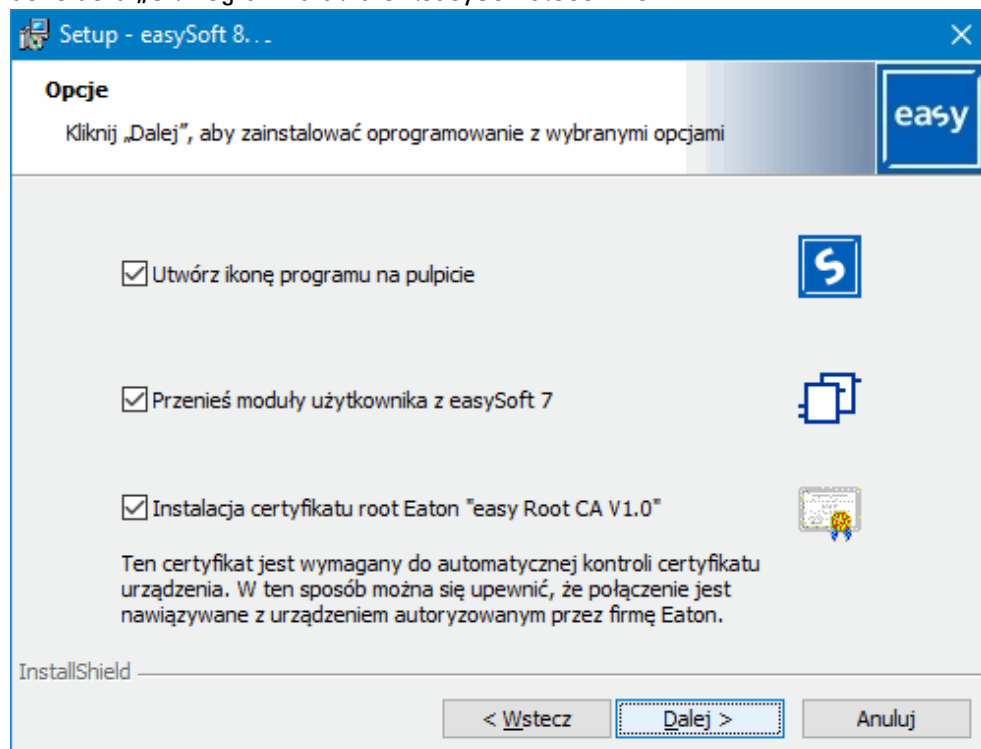 Setup - easySoft 8. . _
Opcje
Kliknij „Dalej”, aby zainstalować oprogramowanie z wybranymi opcjami
easy
Utwórz ikonę programu na pulpicie
S
Przenieś moduły użytkownika z easySoft 7
Instalacja certyfikatu root Eaton "easy Root CA V1.0"
Ten certyfikat jest wymagany do automatycznej kontroli certyfikatu
urządzenia. W ten sposób można się upewnić, że połączenie jest
nawiązywane z urządzeniem autoryzowanym przez firmę Eaton.
InstallShield
< Wstecz
Dalej >
Anuluj